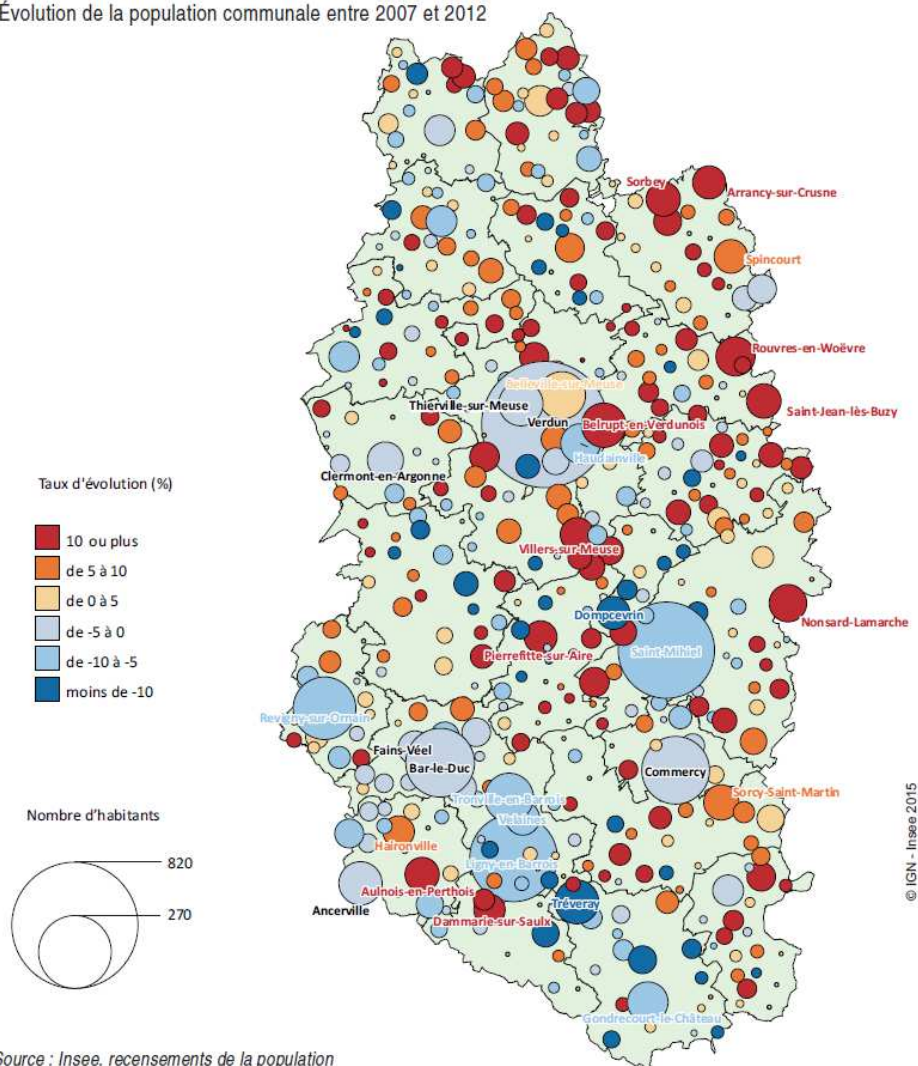 Évolution de la population communale entre 2007 et 2012
Sorbey
Arrancy-sur-Crusne
Spincourt
Rouvres-en-Woëvre
Belleville-sur-Meuse
Thierville-sur-Meuse
Saint-Jean-lès-Buzy
Verdun
Belrupt-en-Verdunois
Haudainville
Clermont-en-Argonne
Taux d'évolution (%)
10 ou plus
de 5 à 10
de 0 à 5
de -5 à 0
de -10 à -5
moins de -10
Villers-sur-Meuse
Dompcevrin
Nonsard-Lamarche
Pierrefitte-sur-Aire
Saint-Mihiel
Revigny-sur-Ornain
Fains-Véel
Bar-le-Duc
Commercy
Tronville-en-Barrois
Sorcy-Saint-Martin
Velaines
Nombre d'habitants
820
270
Haironville
Ligny-en-Barrois
Aulnois-en-Perthois
Ancerville
Tréveray
Dammarie-sur-Saulx
Gondrecourt-le-Château
© IGN - Insee 2015
Source : Insee, recensements de la population